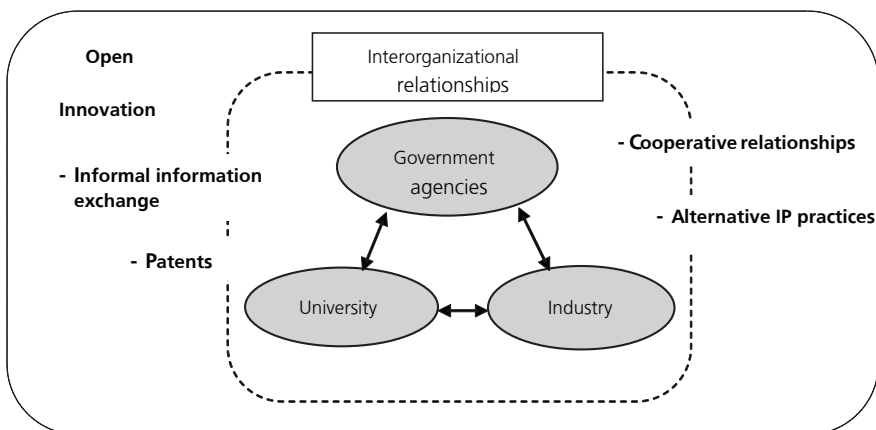 Open
Innovation
Interorganizational
relationships
- Informal information
exchange
- Patents
Government
agencies
University
Industry
- Cooperative relationships
- Alternative IP practices